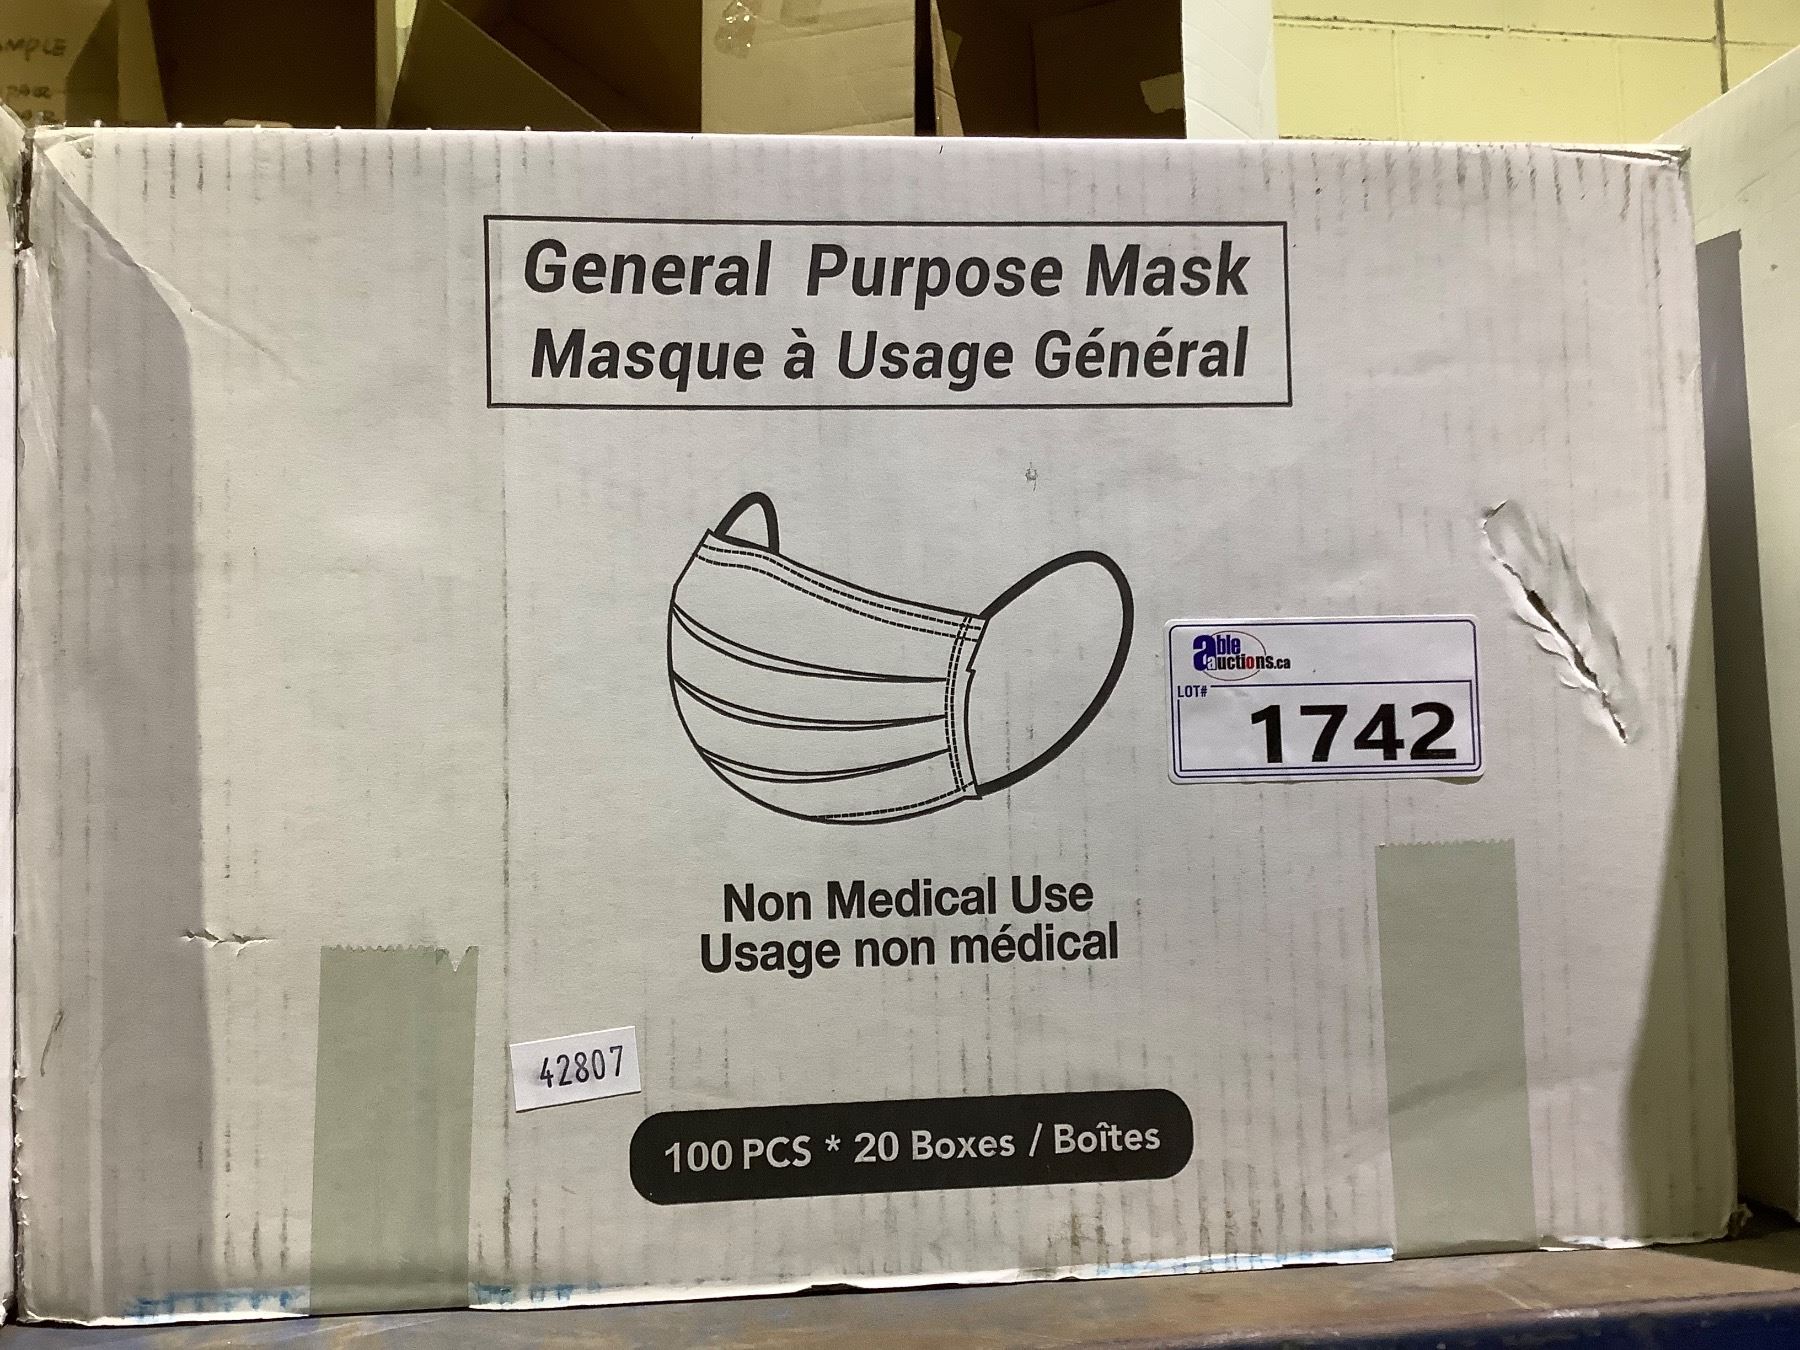 MPLE
General Purpose Mask
Masque à Usage Général
able
auctions.ca
LOT#
1742
Non Medical Use
Usage non médical
42807
100 PCS * 20 Boxes / Boîtes